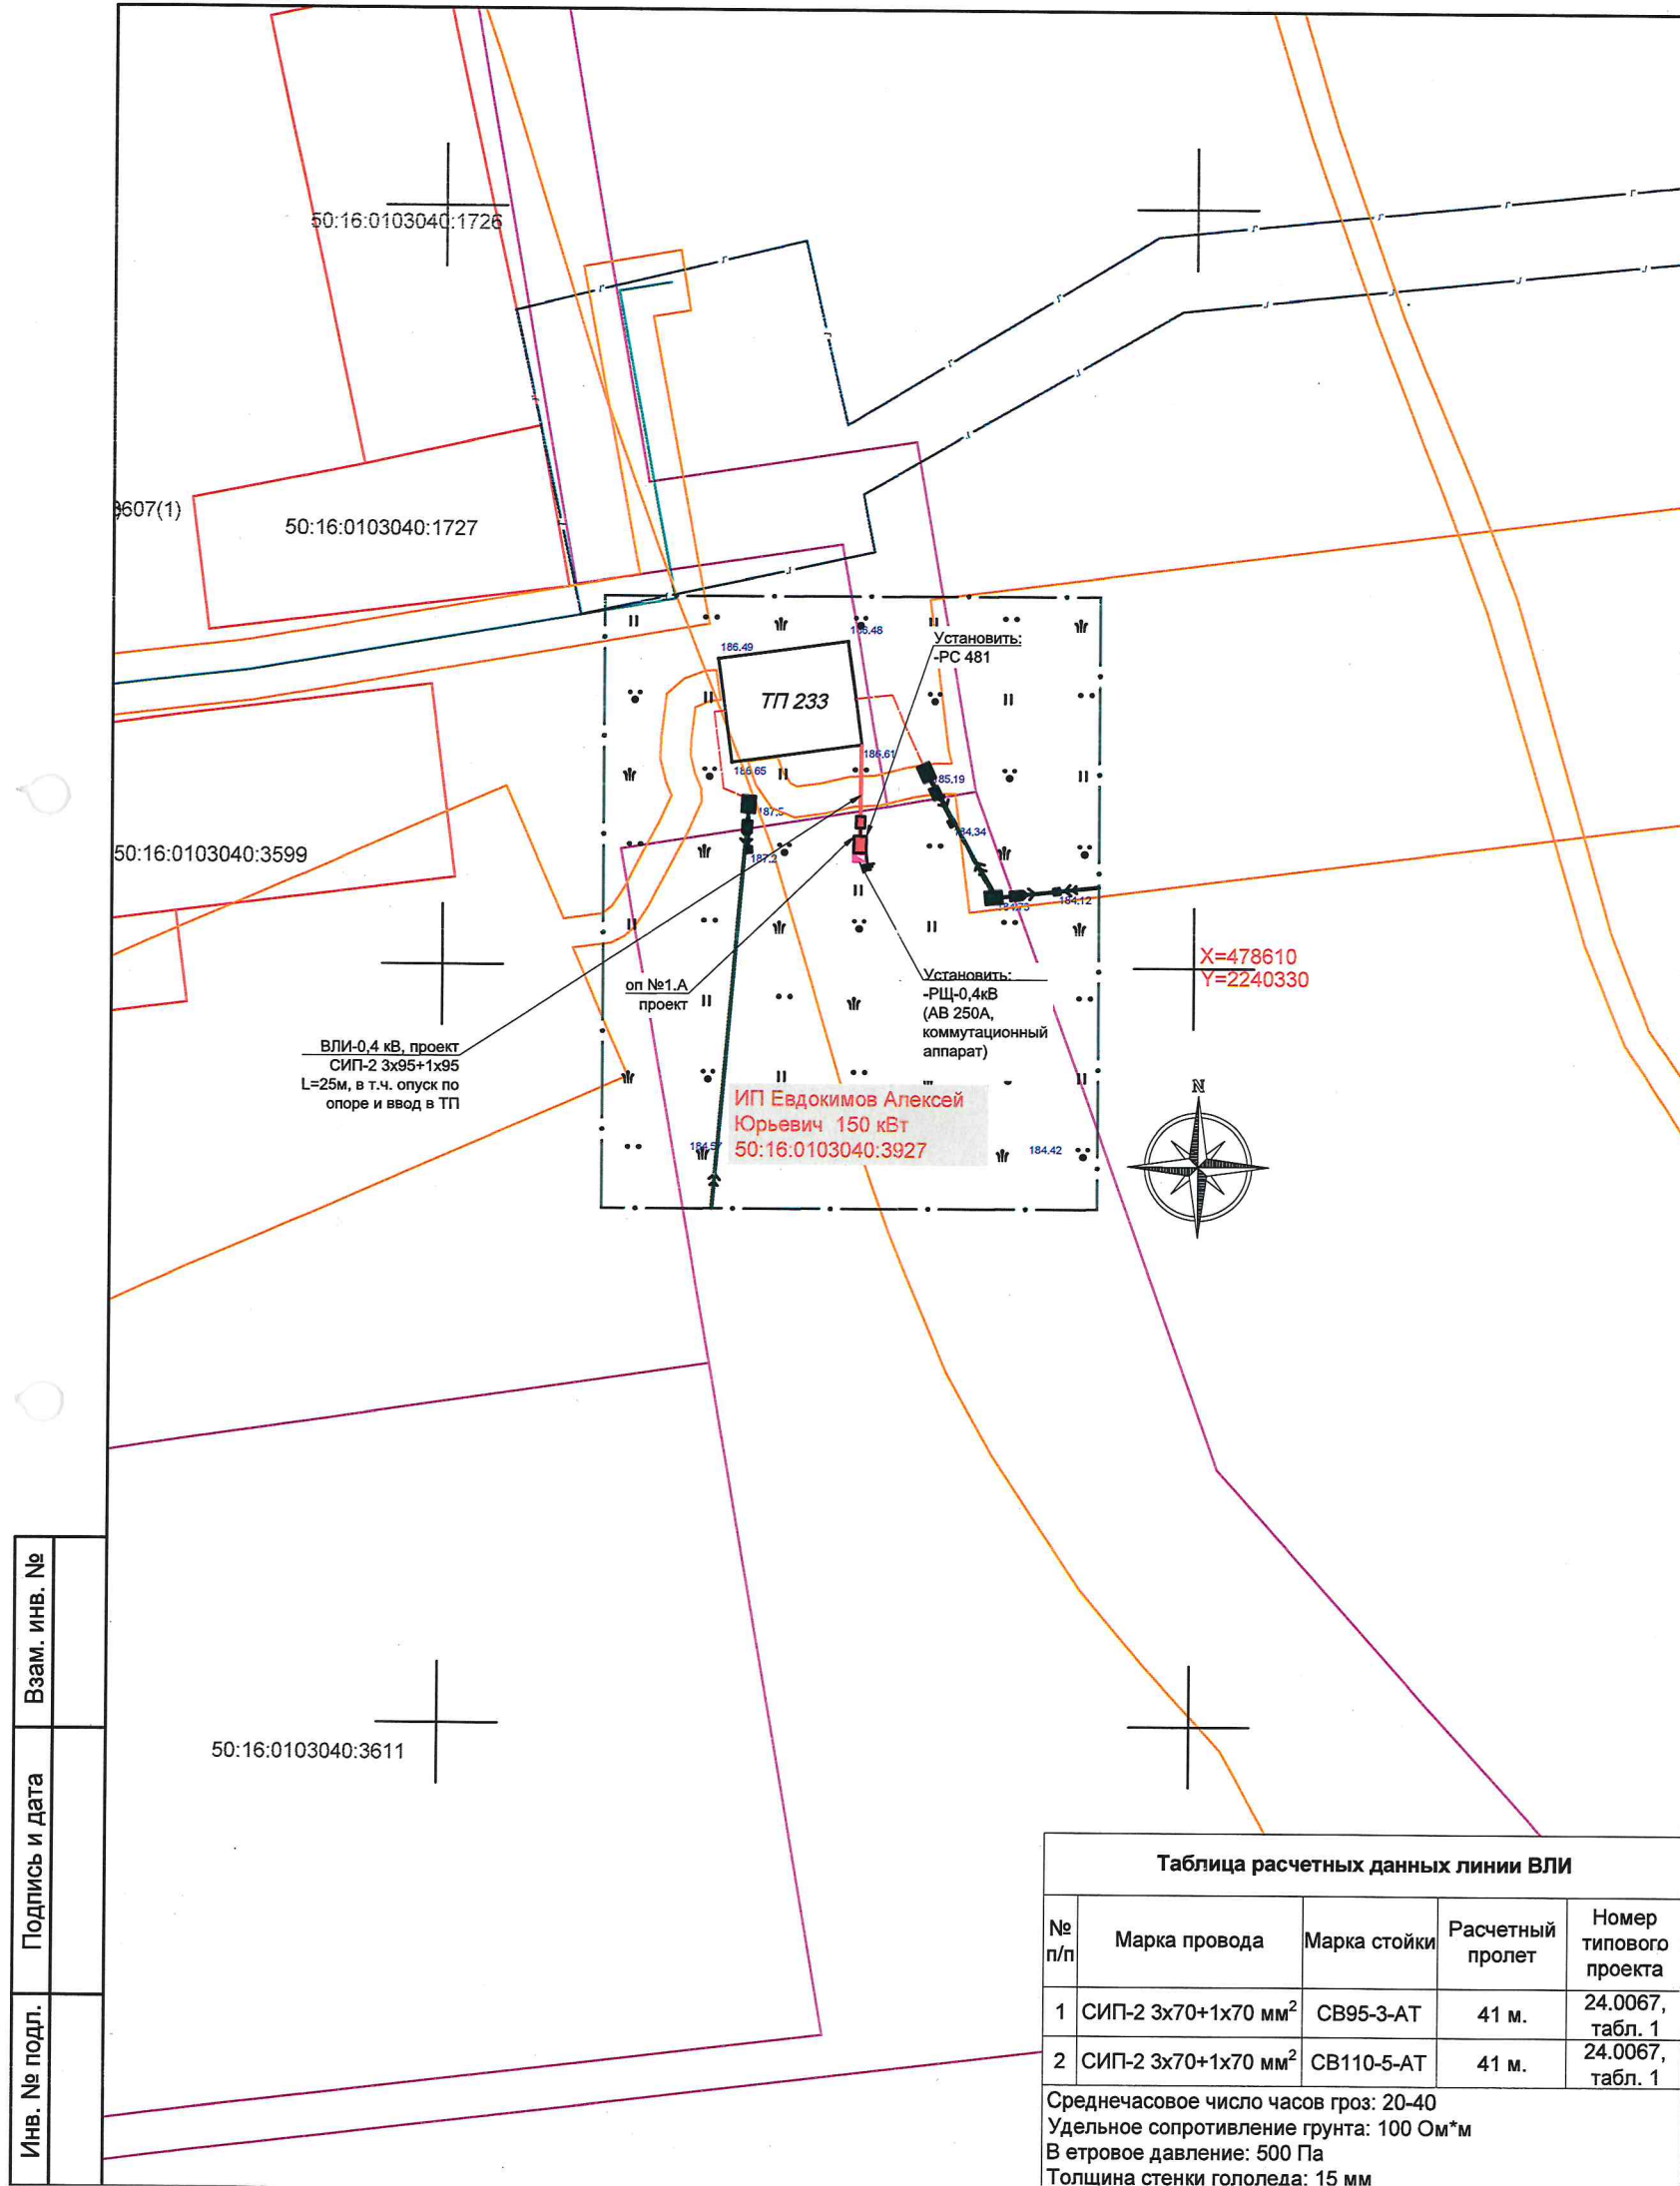 50:16:0103040:1726
3607(1)
50:16:0103040:1727
186.49
186.48
Установить:
-РС 481
ТП 233
186.61
186.65
185.19
187.5
184.34
187.2
50:16:0103040:3599
184.12
X=478610
Y=2240330
оп №1.А
проект
Установить:
-РЩ-0,4кВ
(АВ 250А,
коммутационный
аппарат)
ВЛИ-0,4 кВ, проект
СИП-2 3х95+1х95
L=25м, в т.ч. опуск по
опоре и ввод в ТП
N
ИП Евдокимов Алексей
Юрьевич 150 кВт
50:16:0103040:3927
184.42
50:16:0103040:3611
Взам. инв. №
Подпись и дата
Инв. № подл.
Таблица расчетных данных линии ВЛИ
№ п/п
Марка провода
Марка стойки
Расчетный пролет
Номер типового проекта
1 СИП-2 3х70+1х70 мм² СВ95-3-АТ 41 м. 24.0067, табл. 1
2 СИП-2 3х70+1х70 мм² СВ110-5-АТ 41 м. 24.0067, табл. 1
Среднечасовое число часов гроз: 20-40
Удельное сопротивление грунта: 100 Ом*м
В етровое давление: 500 Па
Толщина стенки гололеда: 15 мм